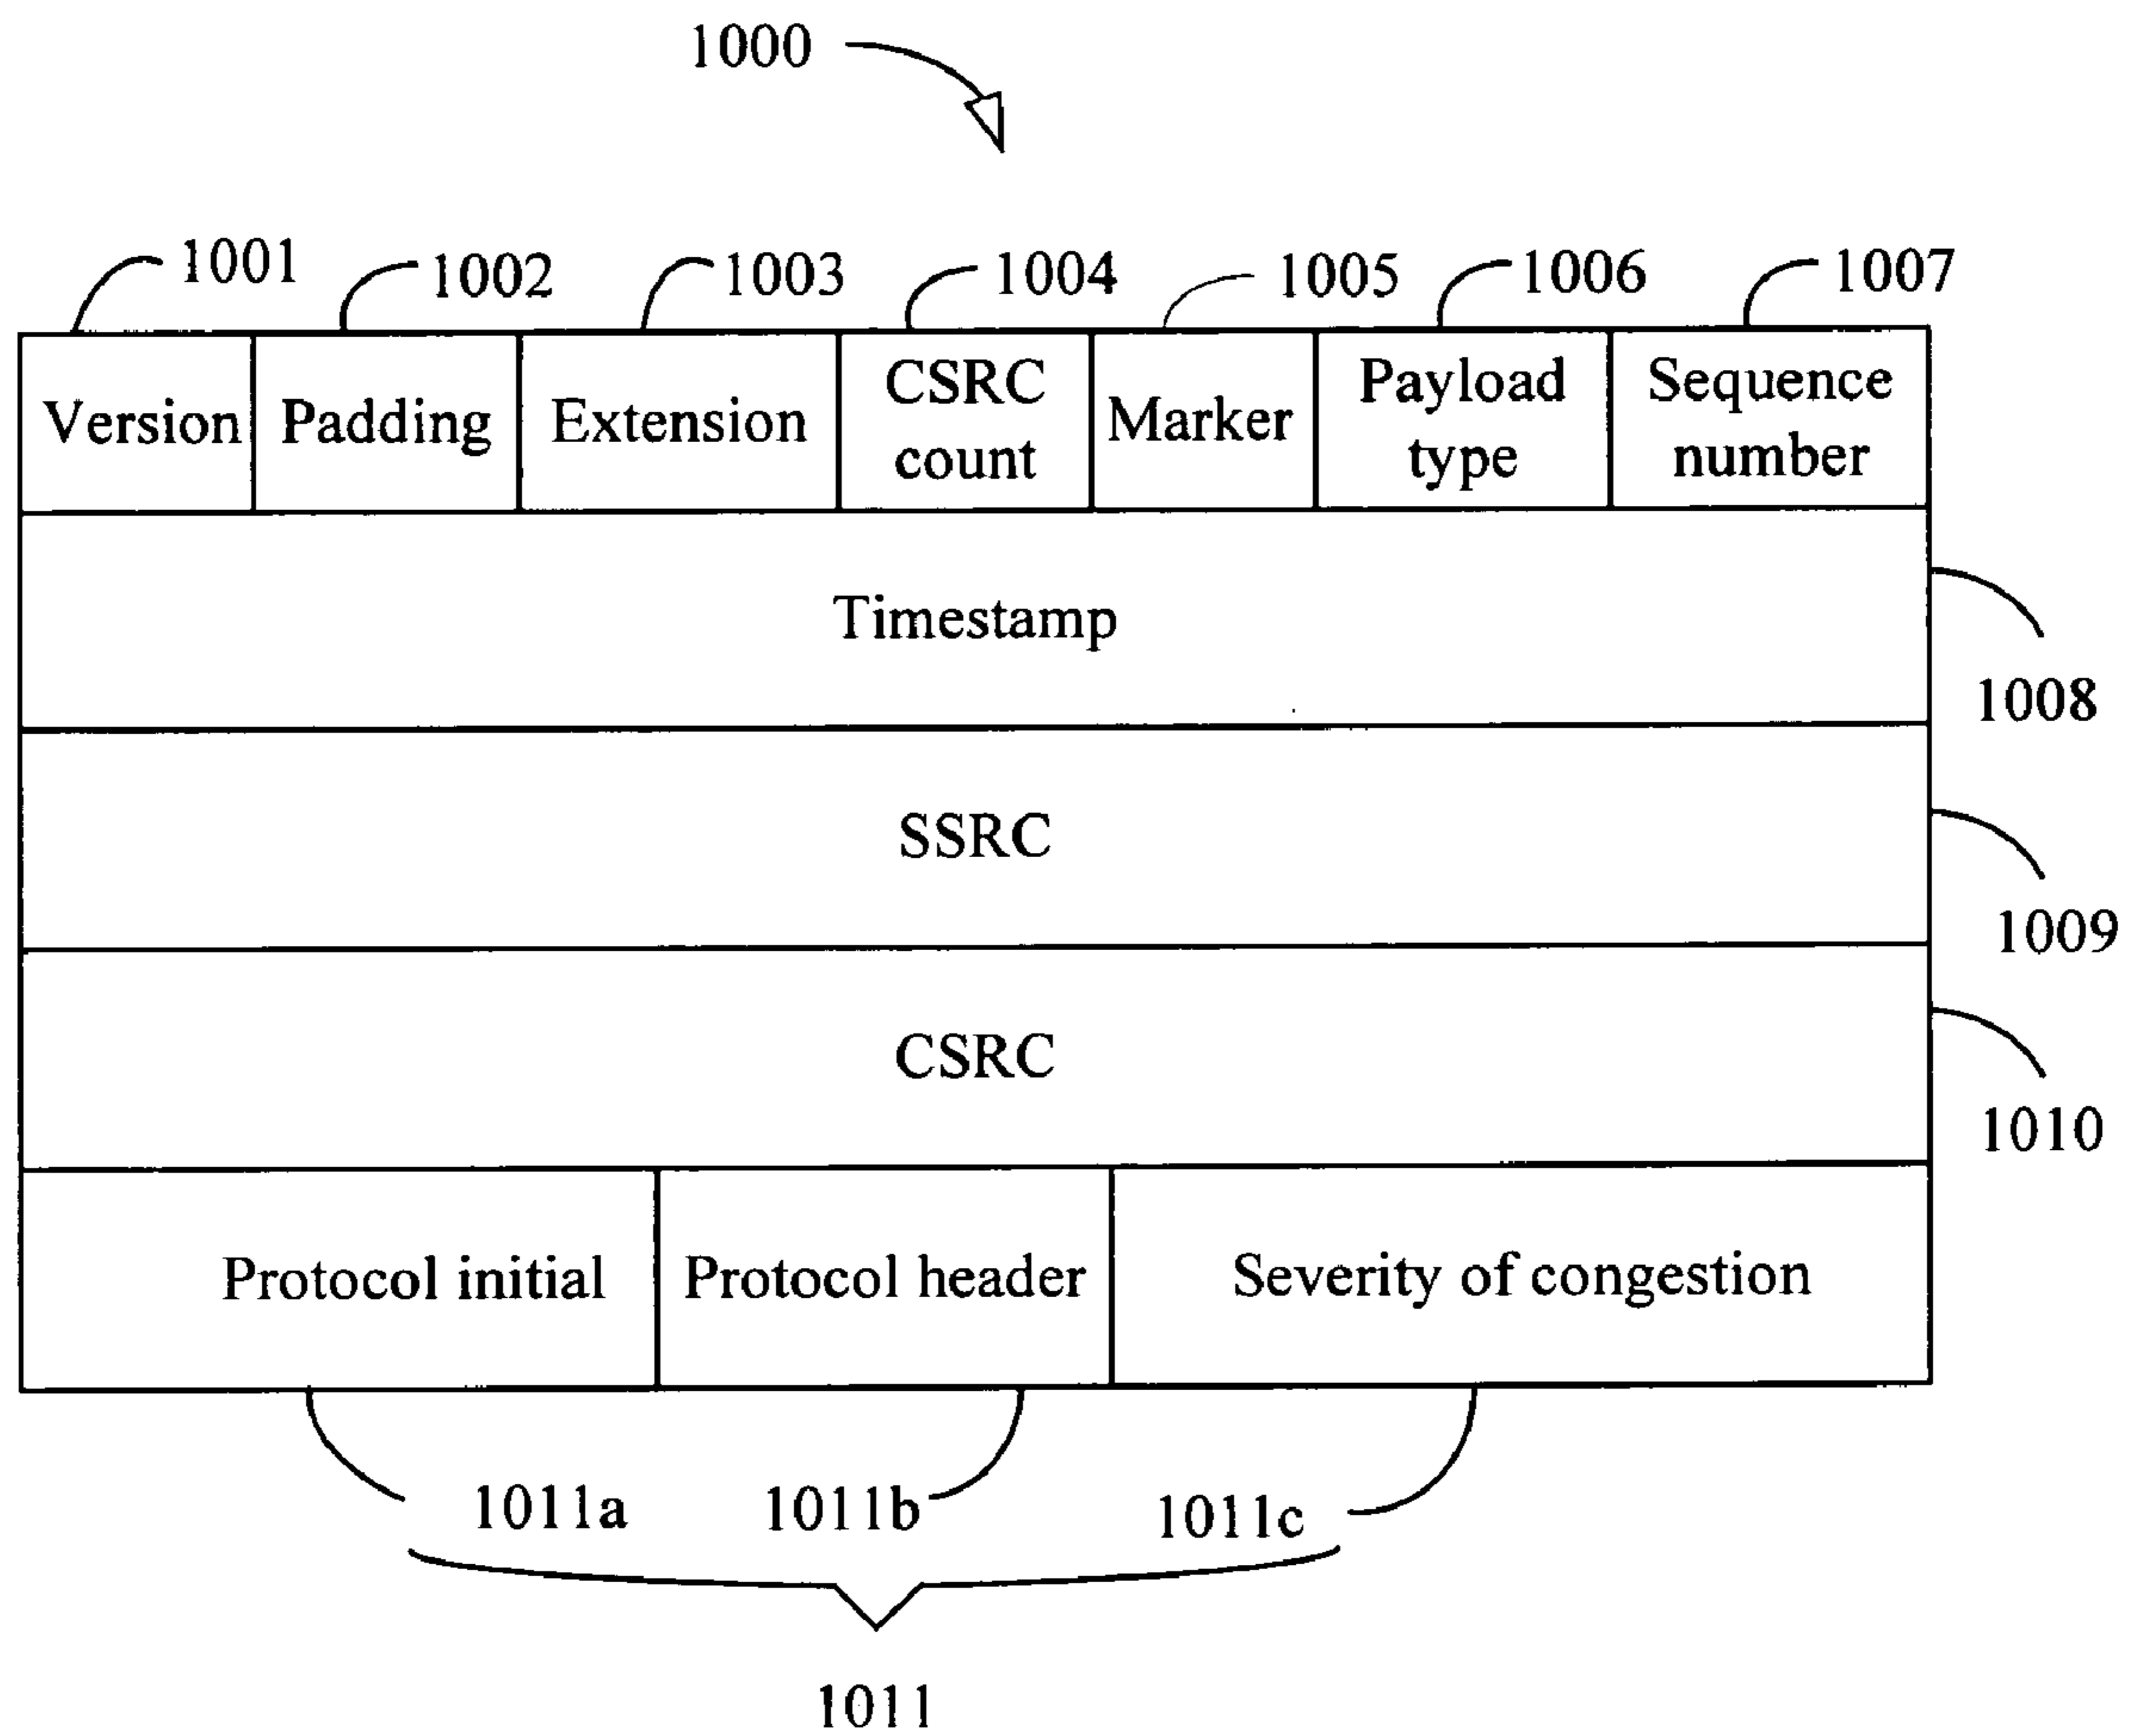 1000
1001 1002 1003 1004 1005 1006 1007
Version Padding Extension CSRC count Marker Payload type Sequence number
Timestamp
1008
SSRC
1009
CSRC
1010
Protocol initial Protocol header Severity of congestion
1011a 1011b 1011c
1011